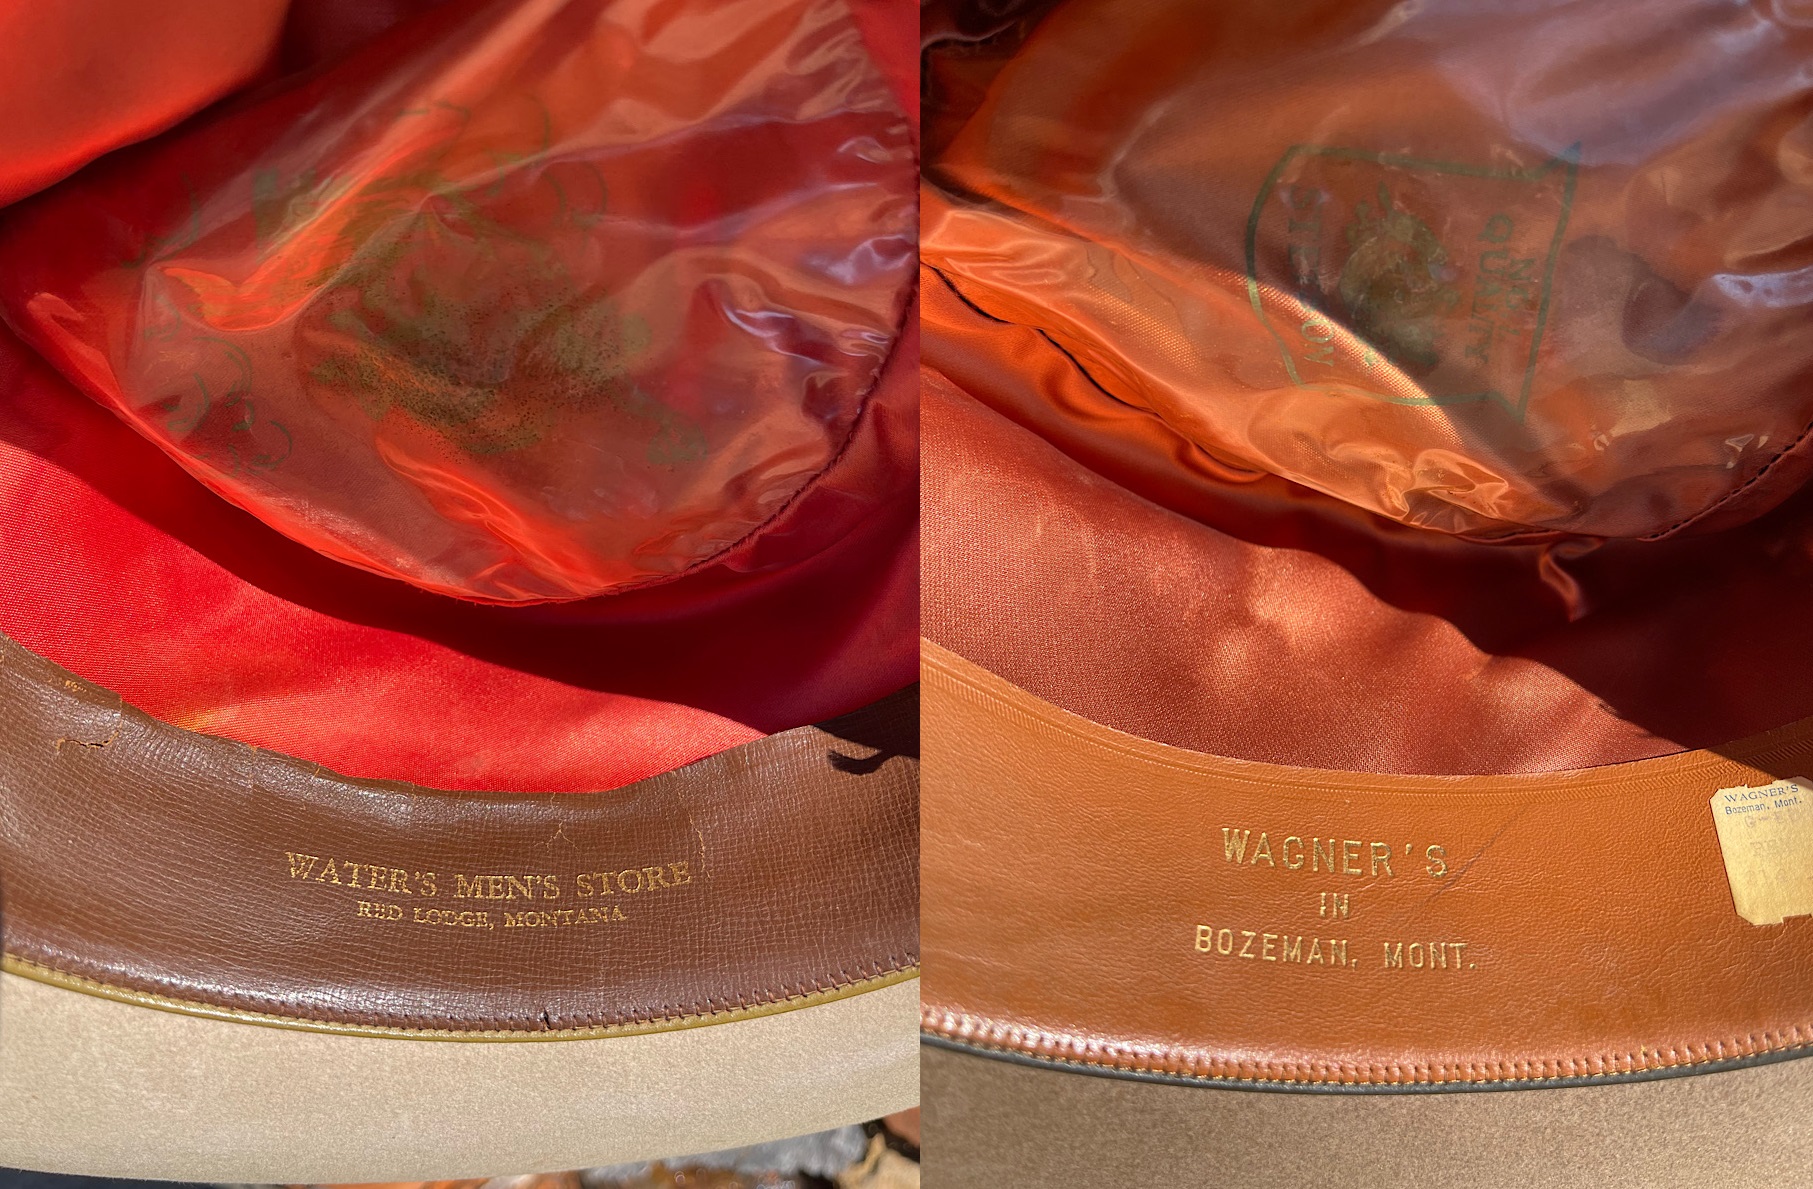 WATER'S MEN'S STORE
RED LODGE, MONTANA
WAGNER'S
IN
BOZEMAN, MONT.
WAGNER'S
Bozeman, Mont.